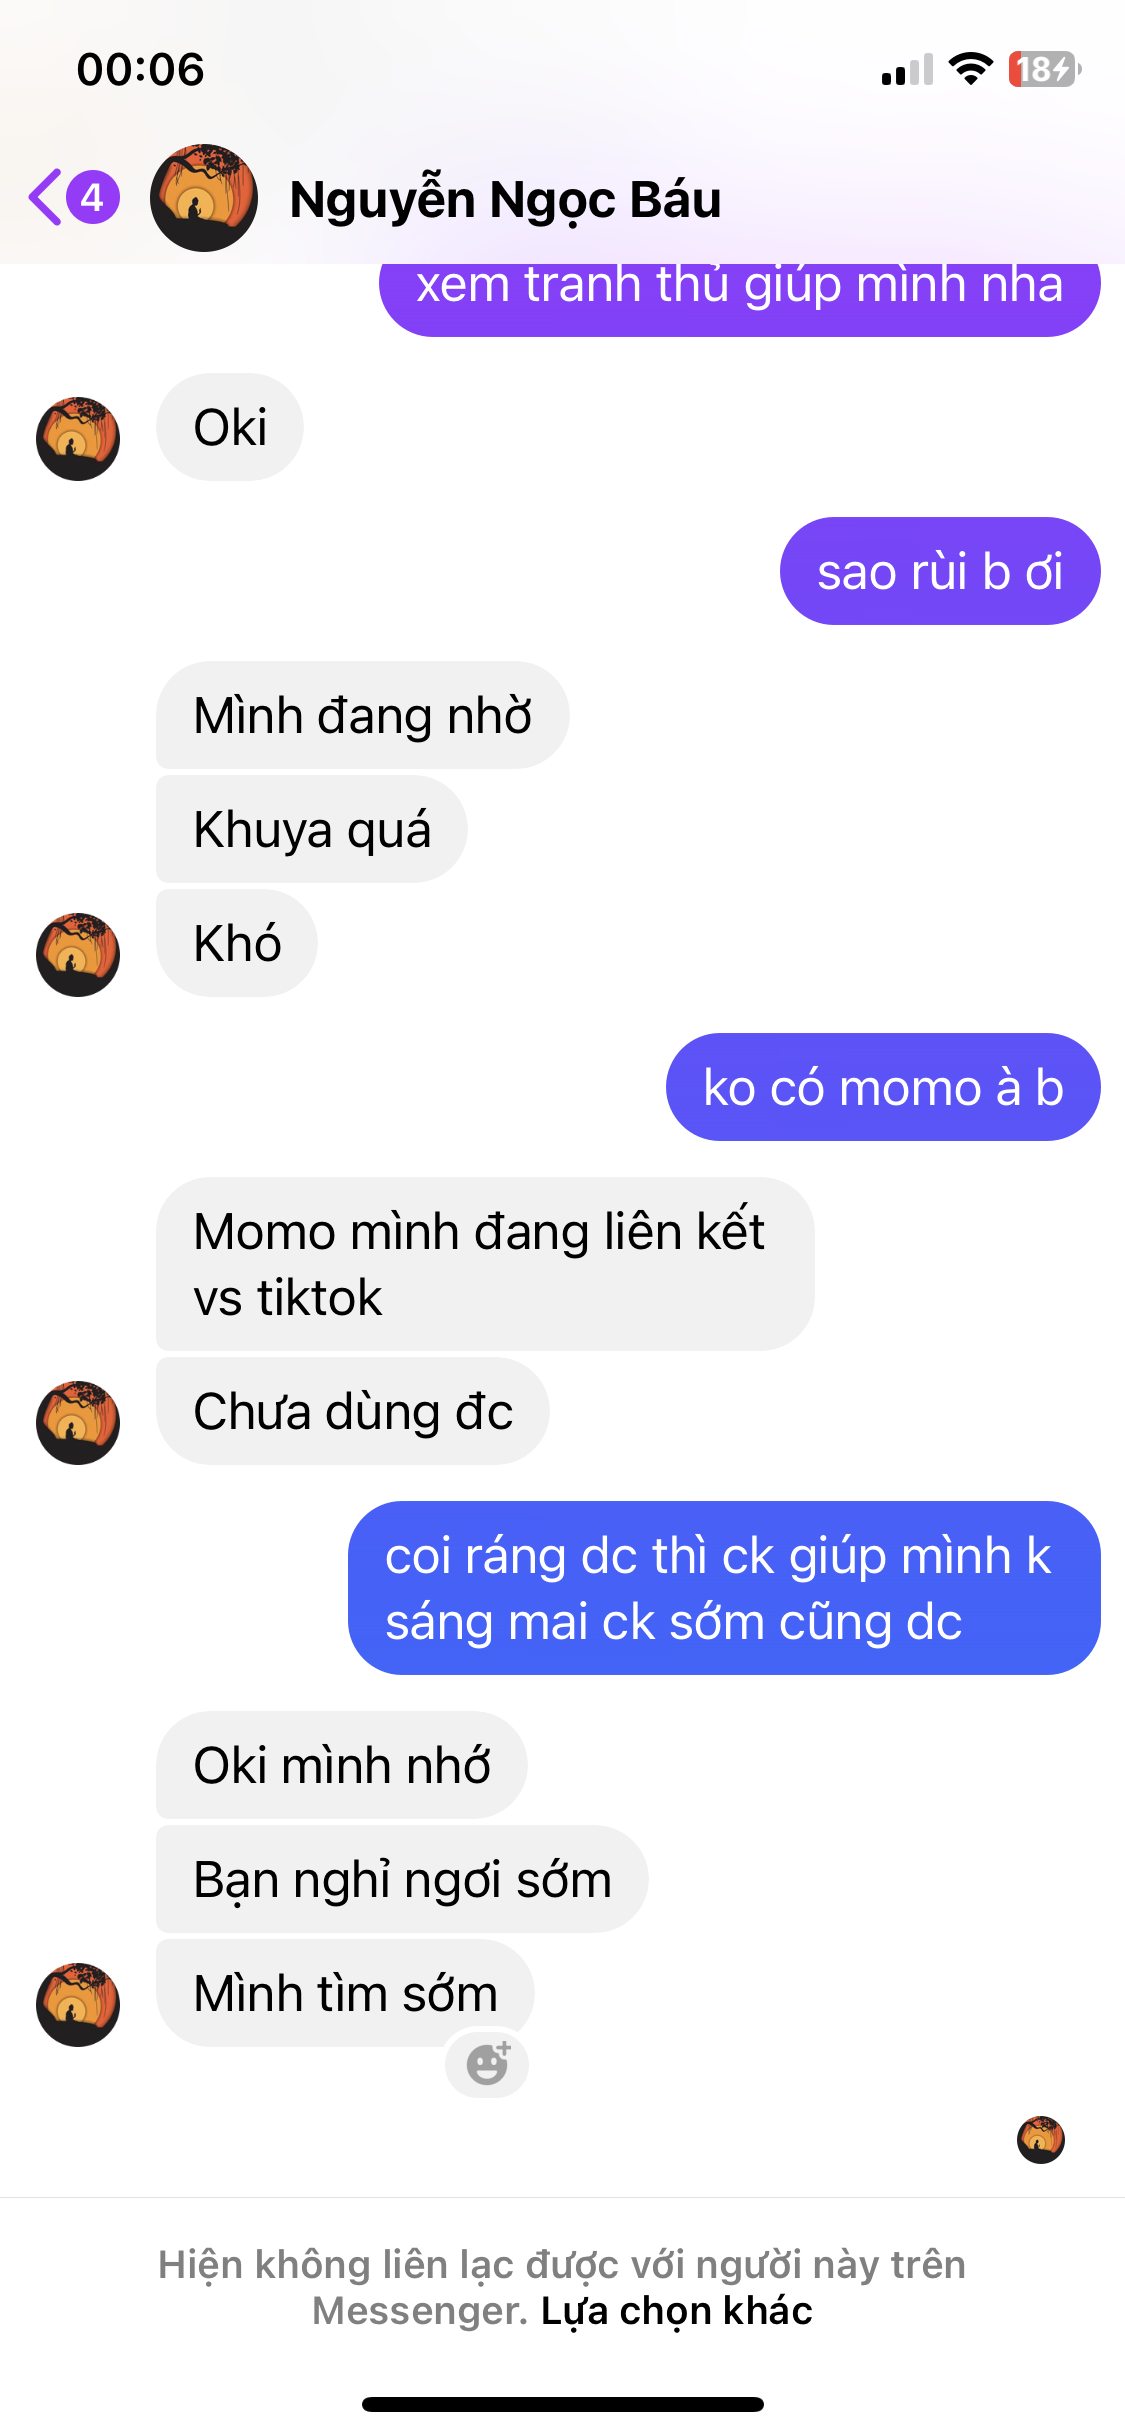 00:06
18
4
Nguyễn Ngọc Báu
xem tranh thủ giúp mình nha
Oki
sao rùi b ơi
Mình đang nhờ
Khuya quá
Khó
ko có momo à b
Momo mình đang liên kết
vs tiktok
Chưa dùng đc
coi ráng dc thì ck giúp mình k
sáng mai ck sớm cũng dc
Oki mình nhớ
Bạn nghỉ ngơi sớm
Mình tìm sớm
Hiện không liên lạc được với người này trên
Messenger. Lựa chọn khác